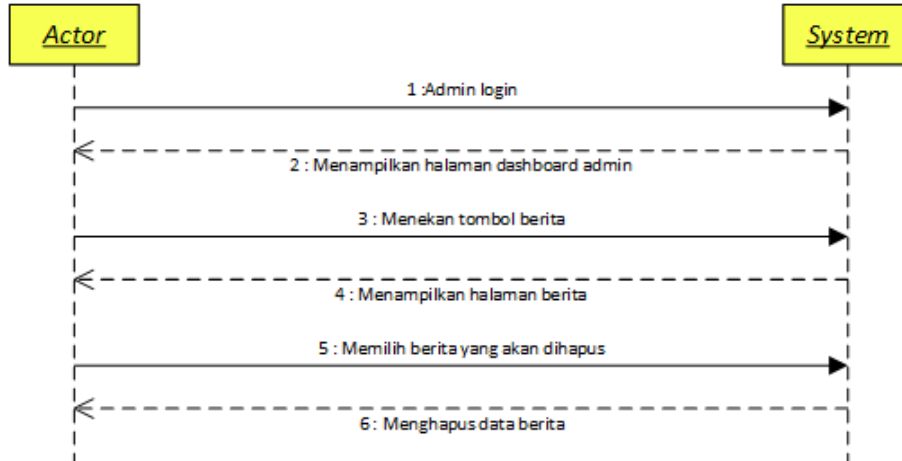 Actor
System
1 :Admin login
2 : Menampilkan halaman dashboard admin
3 : Menekan tombol berita
4 : Menampilkan halaman berita
5 : Memilih berita yang akan dihapus
6 : Menghapus data berita